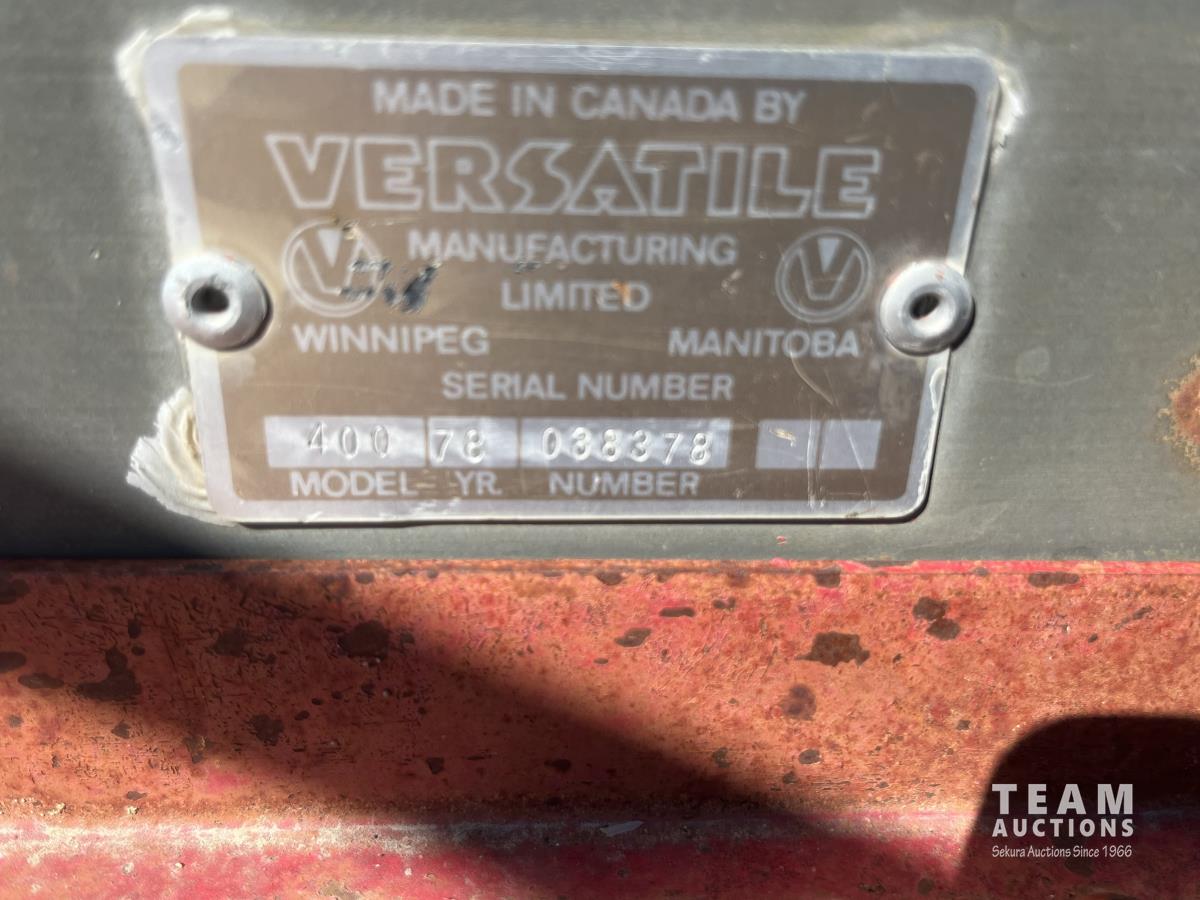 MADE IN CANADA BY
VERSATILE
MANUFACTURING
LIMITED
WINNIPEG MANITOBA
SERIAL NUMBER
400 78 038378
MODEL YR. NUMBER
TEAM
AUCTIONS
Sekura Auctions Since 1966